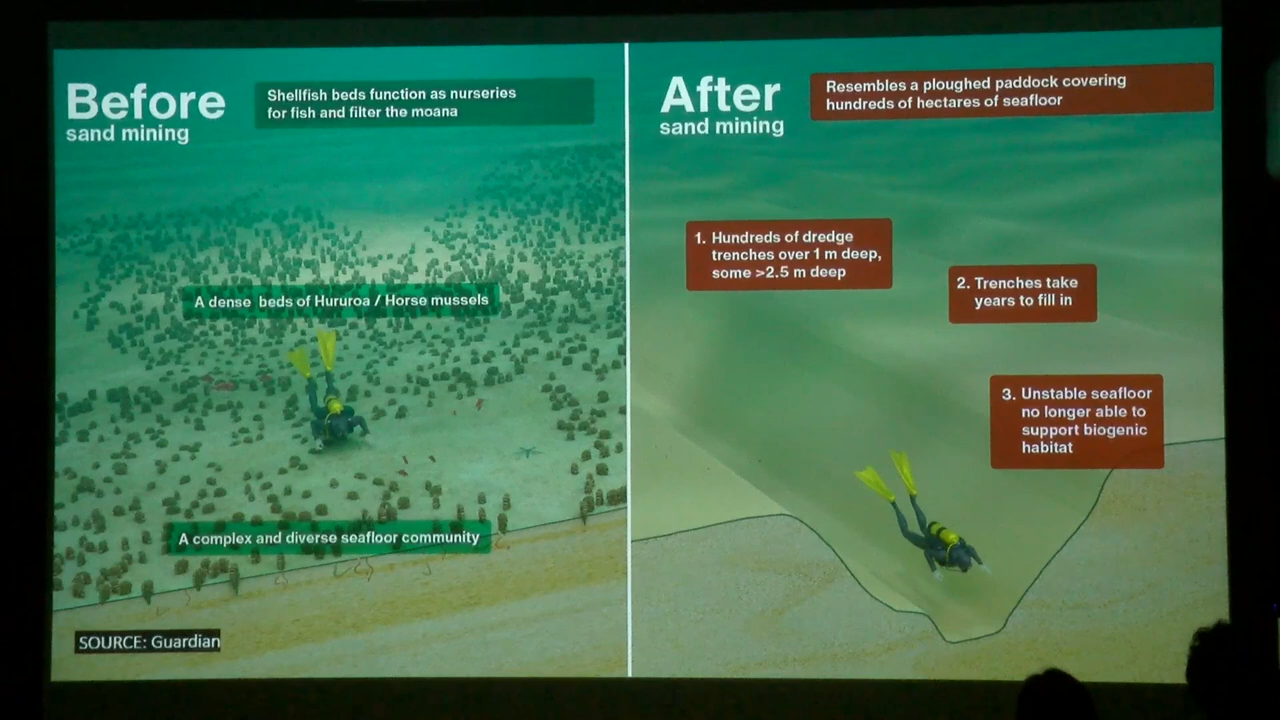 Before
sand mining
Shellfish beds function as nurseries
for fish and filter the moana
A dense beds of Hururoa / Horse mussels
A complex and diverse seafloor community
SOURCE: Guardian
After
sand mining
Resembles a ploughed paddock covering
hundreds of hectares of seafloor
1. Hundreds of dredge
trenches over 1 m deep,
some >2.5 m deep
2. Trenches take
years to fill in
3. Unstable seafloor
no longer able to
support biogenic
habitat